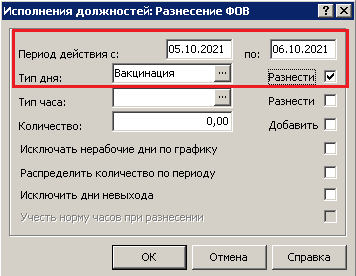 Исполнения должностей: Разнесение ФОВ
Период действия с: 05.10.2021 по: 06.10.2021
Тип дня: Вакцинация ... Разнести
Тип часа: ... Разнести
Количество: 0,00 Добавить
Исключать нерабочие дни по графику
Распределить количество по периоду
Исключить дни невыхода
Учесть норму часов при разнесении
ОК Отмена Справка